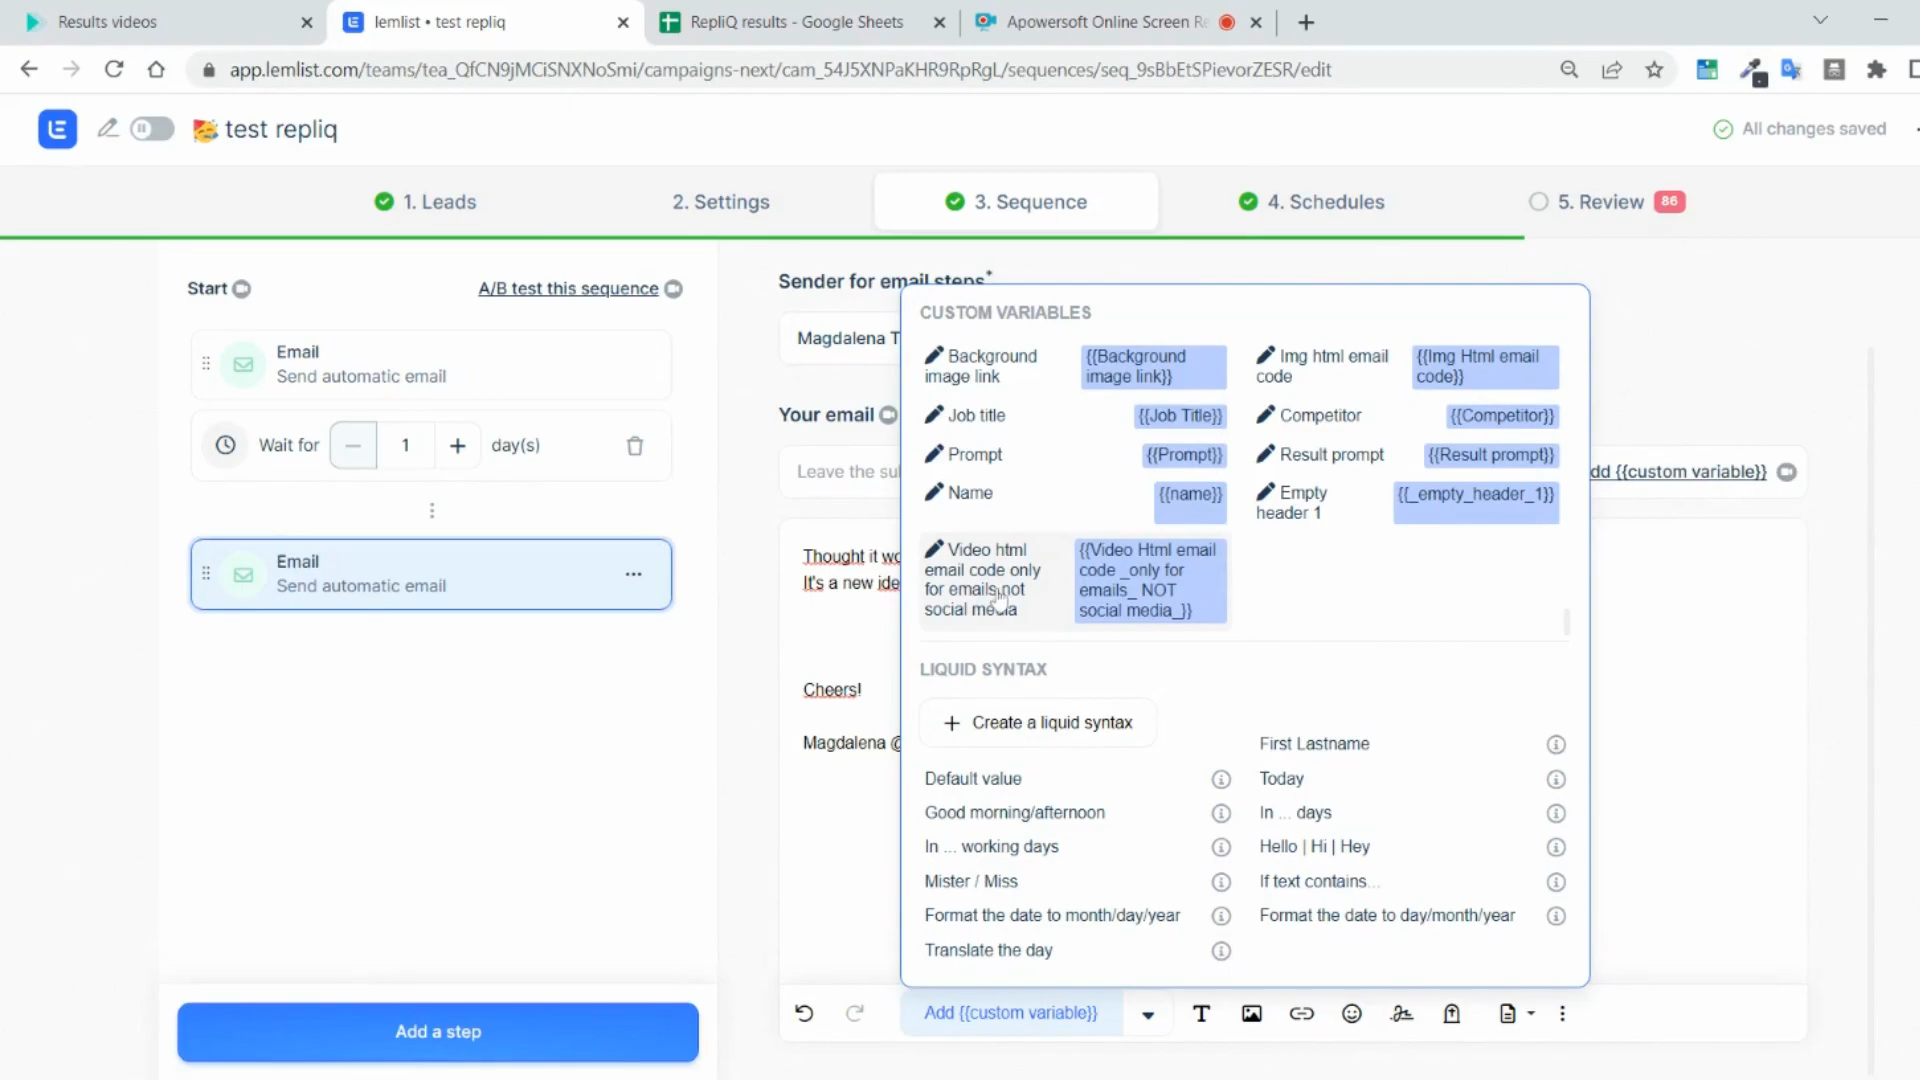 Results videos
lemlist • test repliq
RepliQ results - Google Sheets
Apowersoft Online Screen Re
app.lemlist.com/teams/tea_QfCN9jMCiSNXNoSmi/campaigns-next/cam_54J5XNPaKHR9RpRgL/sequences/seq_9sBbEtSPievorZESR/edit
test repliq
All changes saved
1. Leads
2. Settings
3. Sequence
4. Schedules
5. Review 86
Start
A/B test this sequence
Email
Send automatic email
Wait for 1 day(s)
Email
Send automatic email
Add a step
Sender for email steps*
Magdalena T
Your email
Leave the su
dd {{custom variable}}
Thought it wo
It's a new ide
Cheers!
Magdalena @
CUSTOM VARIABLES
Background image link
{{Background image link}}
Img html email code
{{Img Html email code}}
Job title
{{Job Title}}
Competitor
{{Competitor}}
Prompt
{{Prompt}}
Result prompt
{{Result prompt}}
Name
{{name}}
Empty header 1
{{_empty_header_1}}
Video html email code only for emails not social media
{{Video Html email code _only for emails_ NOT social media_}}
LIQUID SYNTAX
Create a liquid syntax
First Lastname
Default value
Today
Good morning/afternoon
In ... days
In ... working days
Hello | Hi | Hey
Mister / Miss
If text contains...
Format the date to month/day/year
Format the date to day/month/year
Translate the day
Add {{custom variable}}